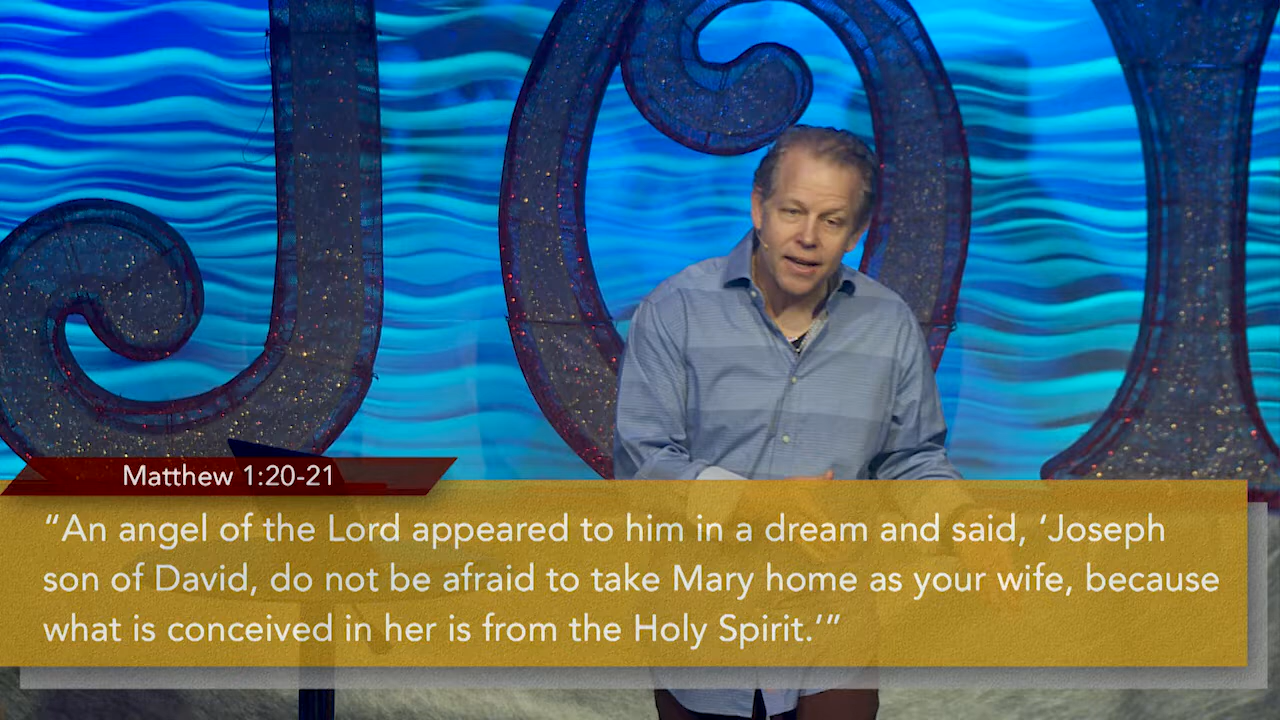 JOY
Matthew 1:20-21
“An angel of the Lord appeared to him in a dream and said, ‘Joseph
son of David, do not be afraid to take Mary home as your wife, because
what is conceived in her is from the Holy Spirit.’”